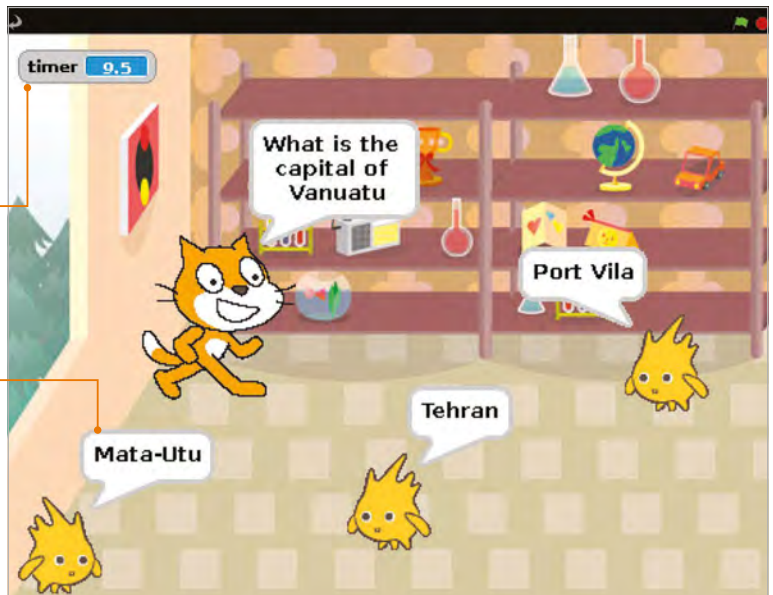 timer 9.5
What is the
capital of
Vanuatu
Port Vila
Tehran
Mata-Utu